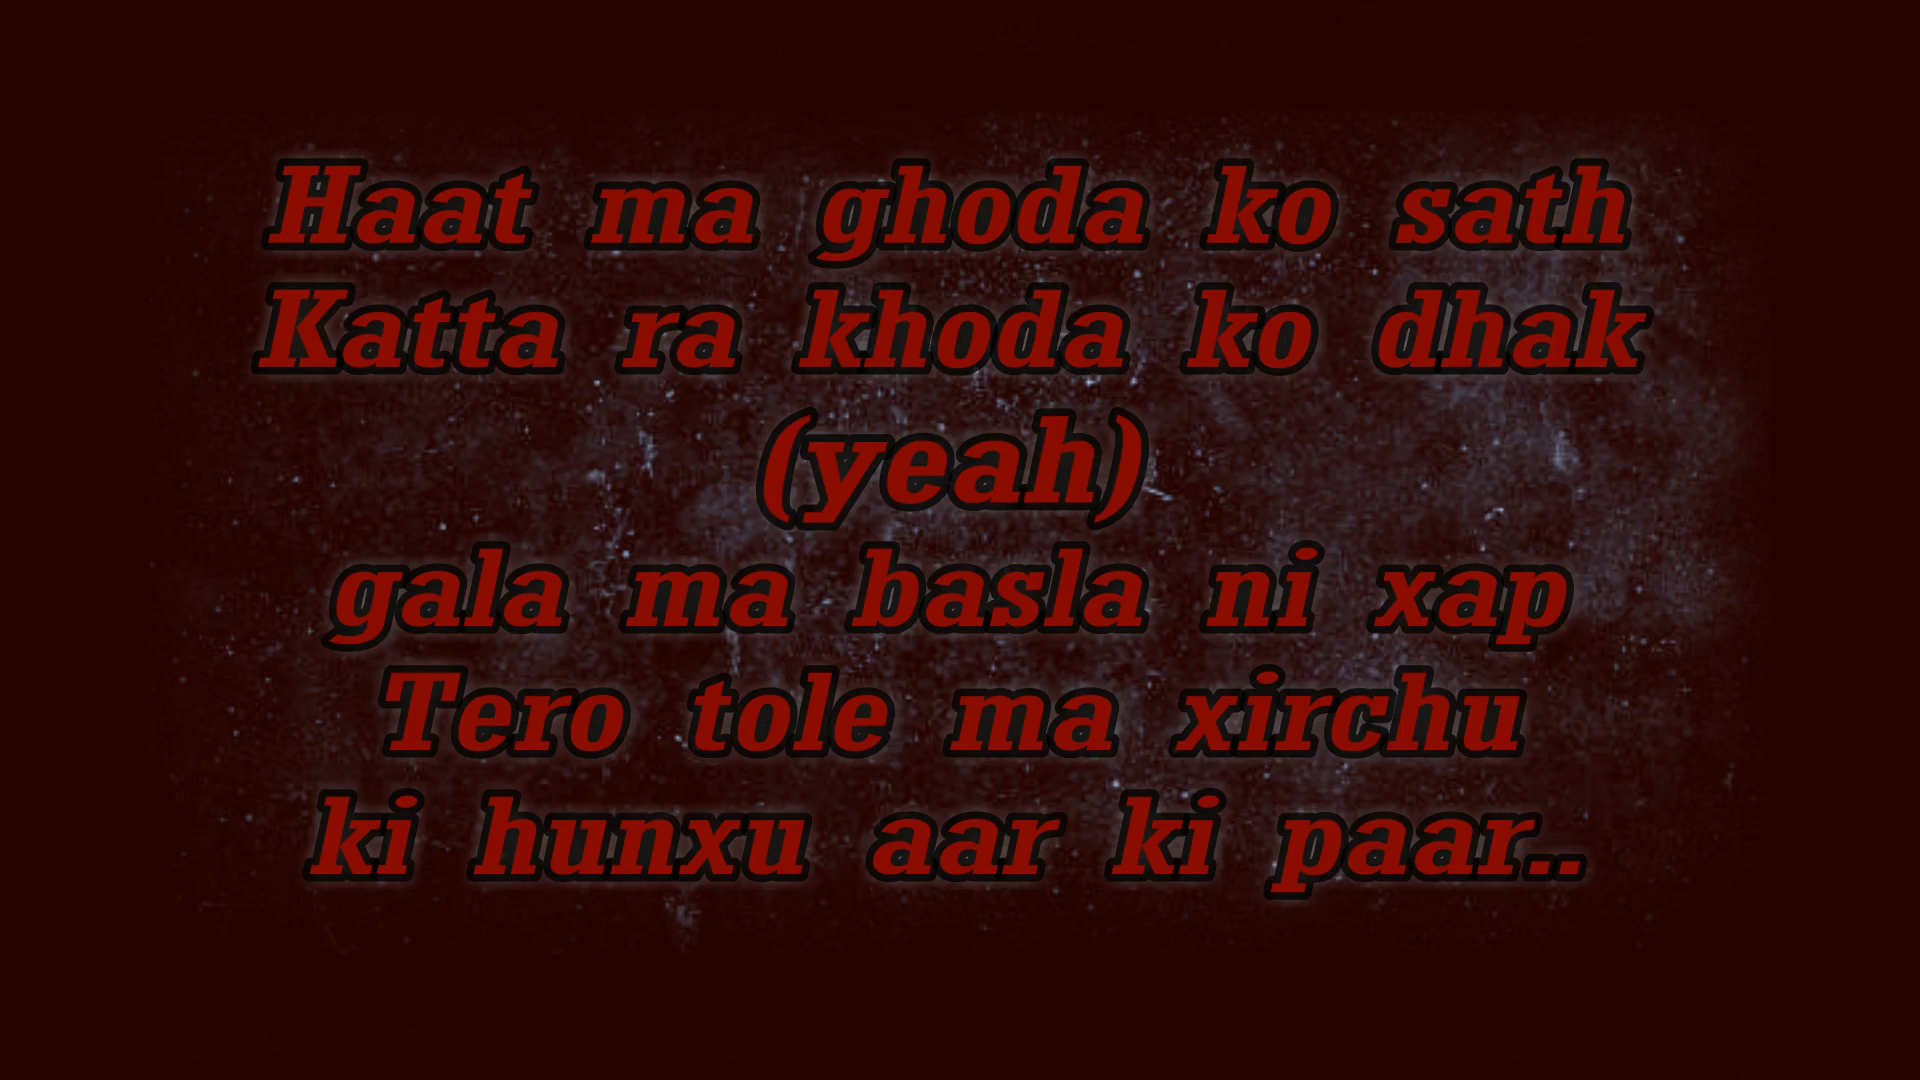 Haat ma ghoda ko sath
Katta ra khoda ko dhak
(yeah)
gala ma basla ni xap
Tero tole ma xirchu
ki hunxu aar ki paar..